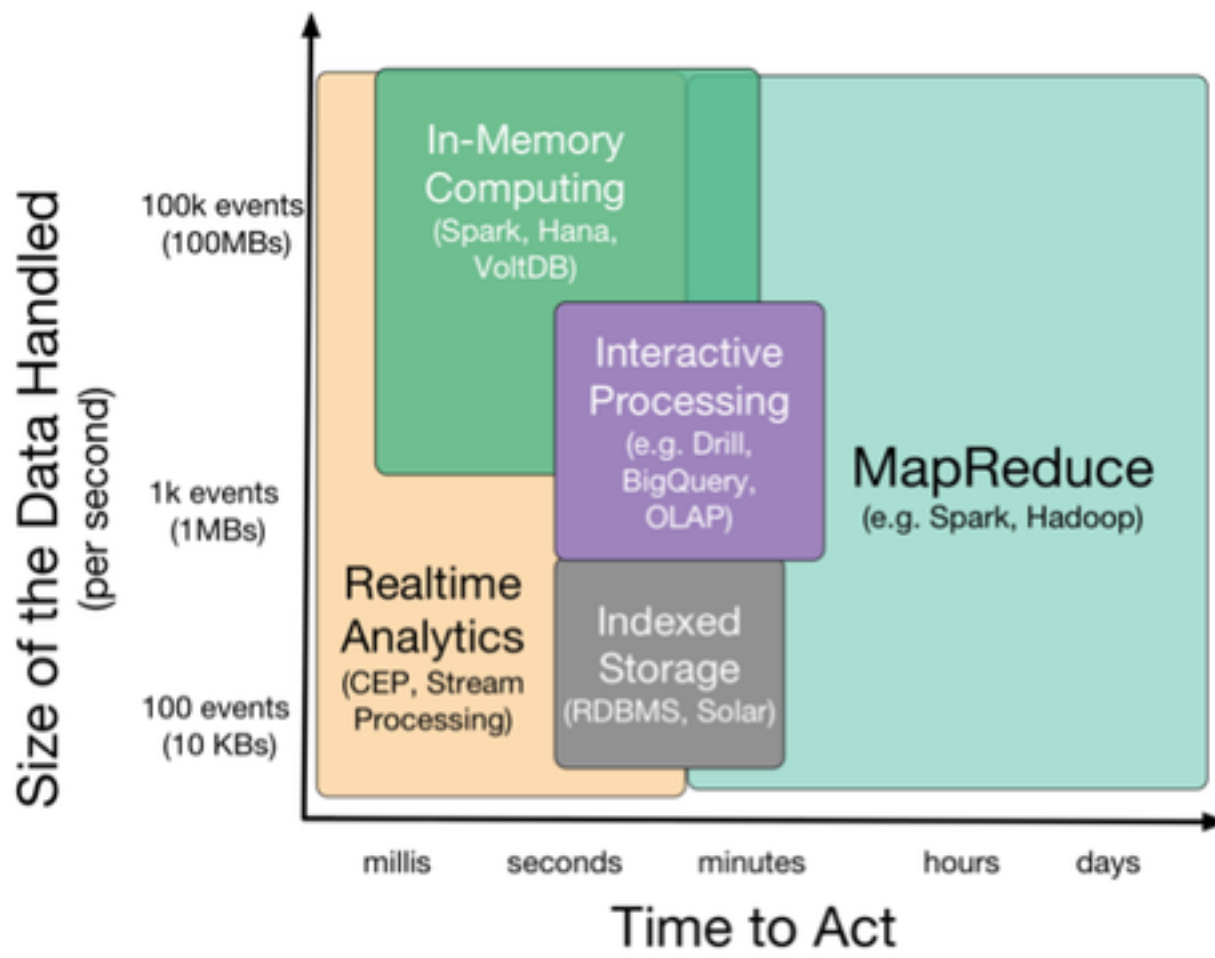 Size of the Data Handled
(per second)
100k events
(100MBs)
1k events
(1MBs)
100 events
(10 KBs)
In-Memory
Computing
(Spark, Hana,
VoltDB)
Interactive
Processing
(e.g. Drill,
BigQuery,
OLAP)
MapReduce
(e.g. Spark, Hadoop)
Realtime
Analytics
(CEP, Stream
Processing)
Indexed
Storage
(RDBMS, Solar)
millis
seconds
minutes
hours
days
Time to Act